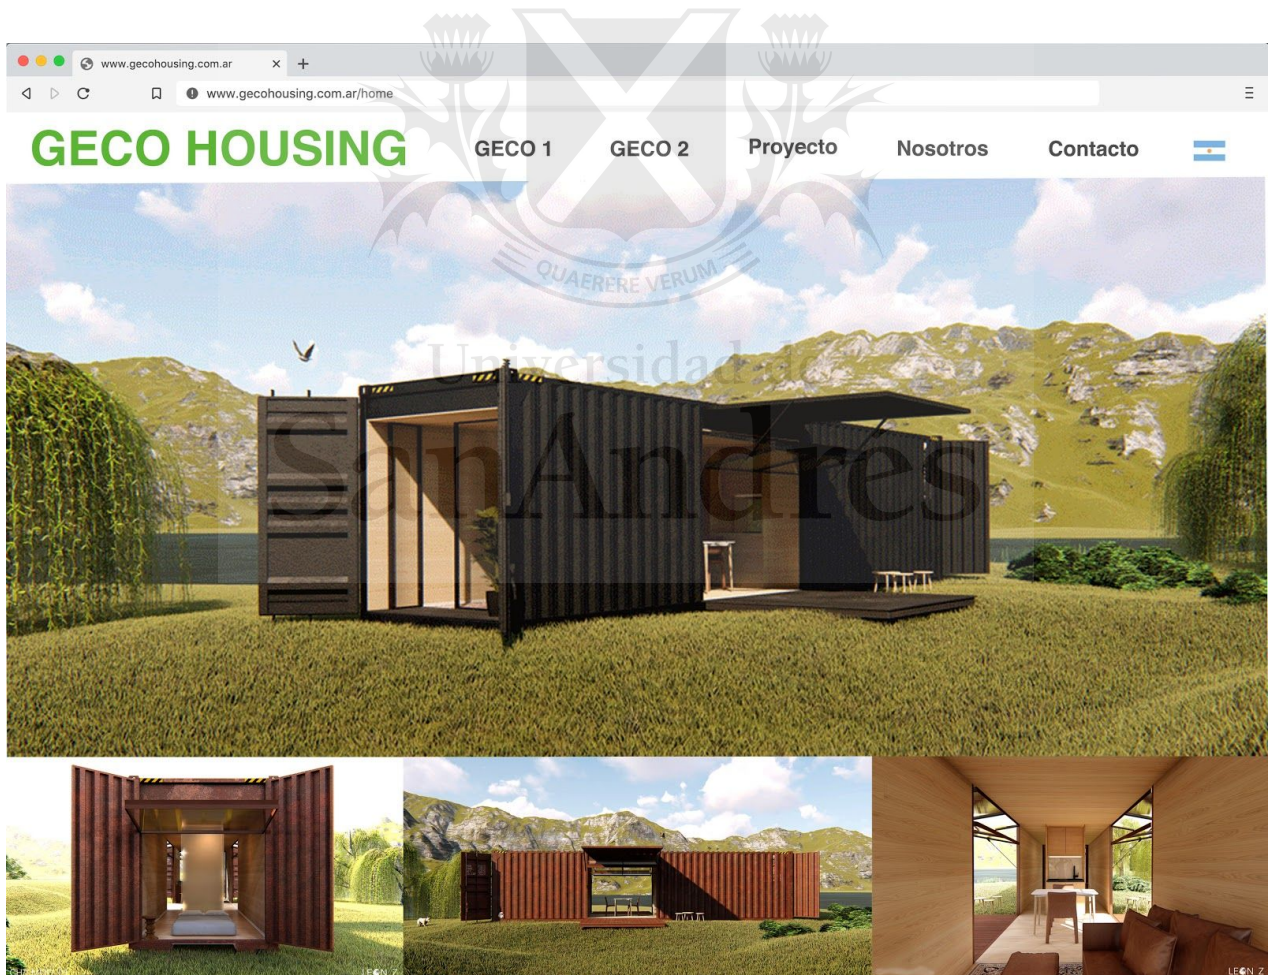 www.gecohousing.com.ar
www.gecohousing.com.ar/home
GECO HOUSING GECO 1 GECO 2 Proyecto Nosotros Contacto
QUAERERE VERUM
Universidad de
SanAndrés
LEON Z
LEON Z